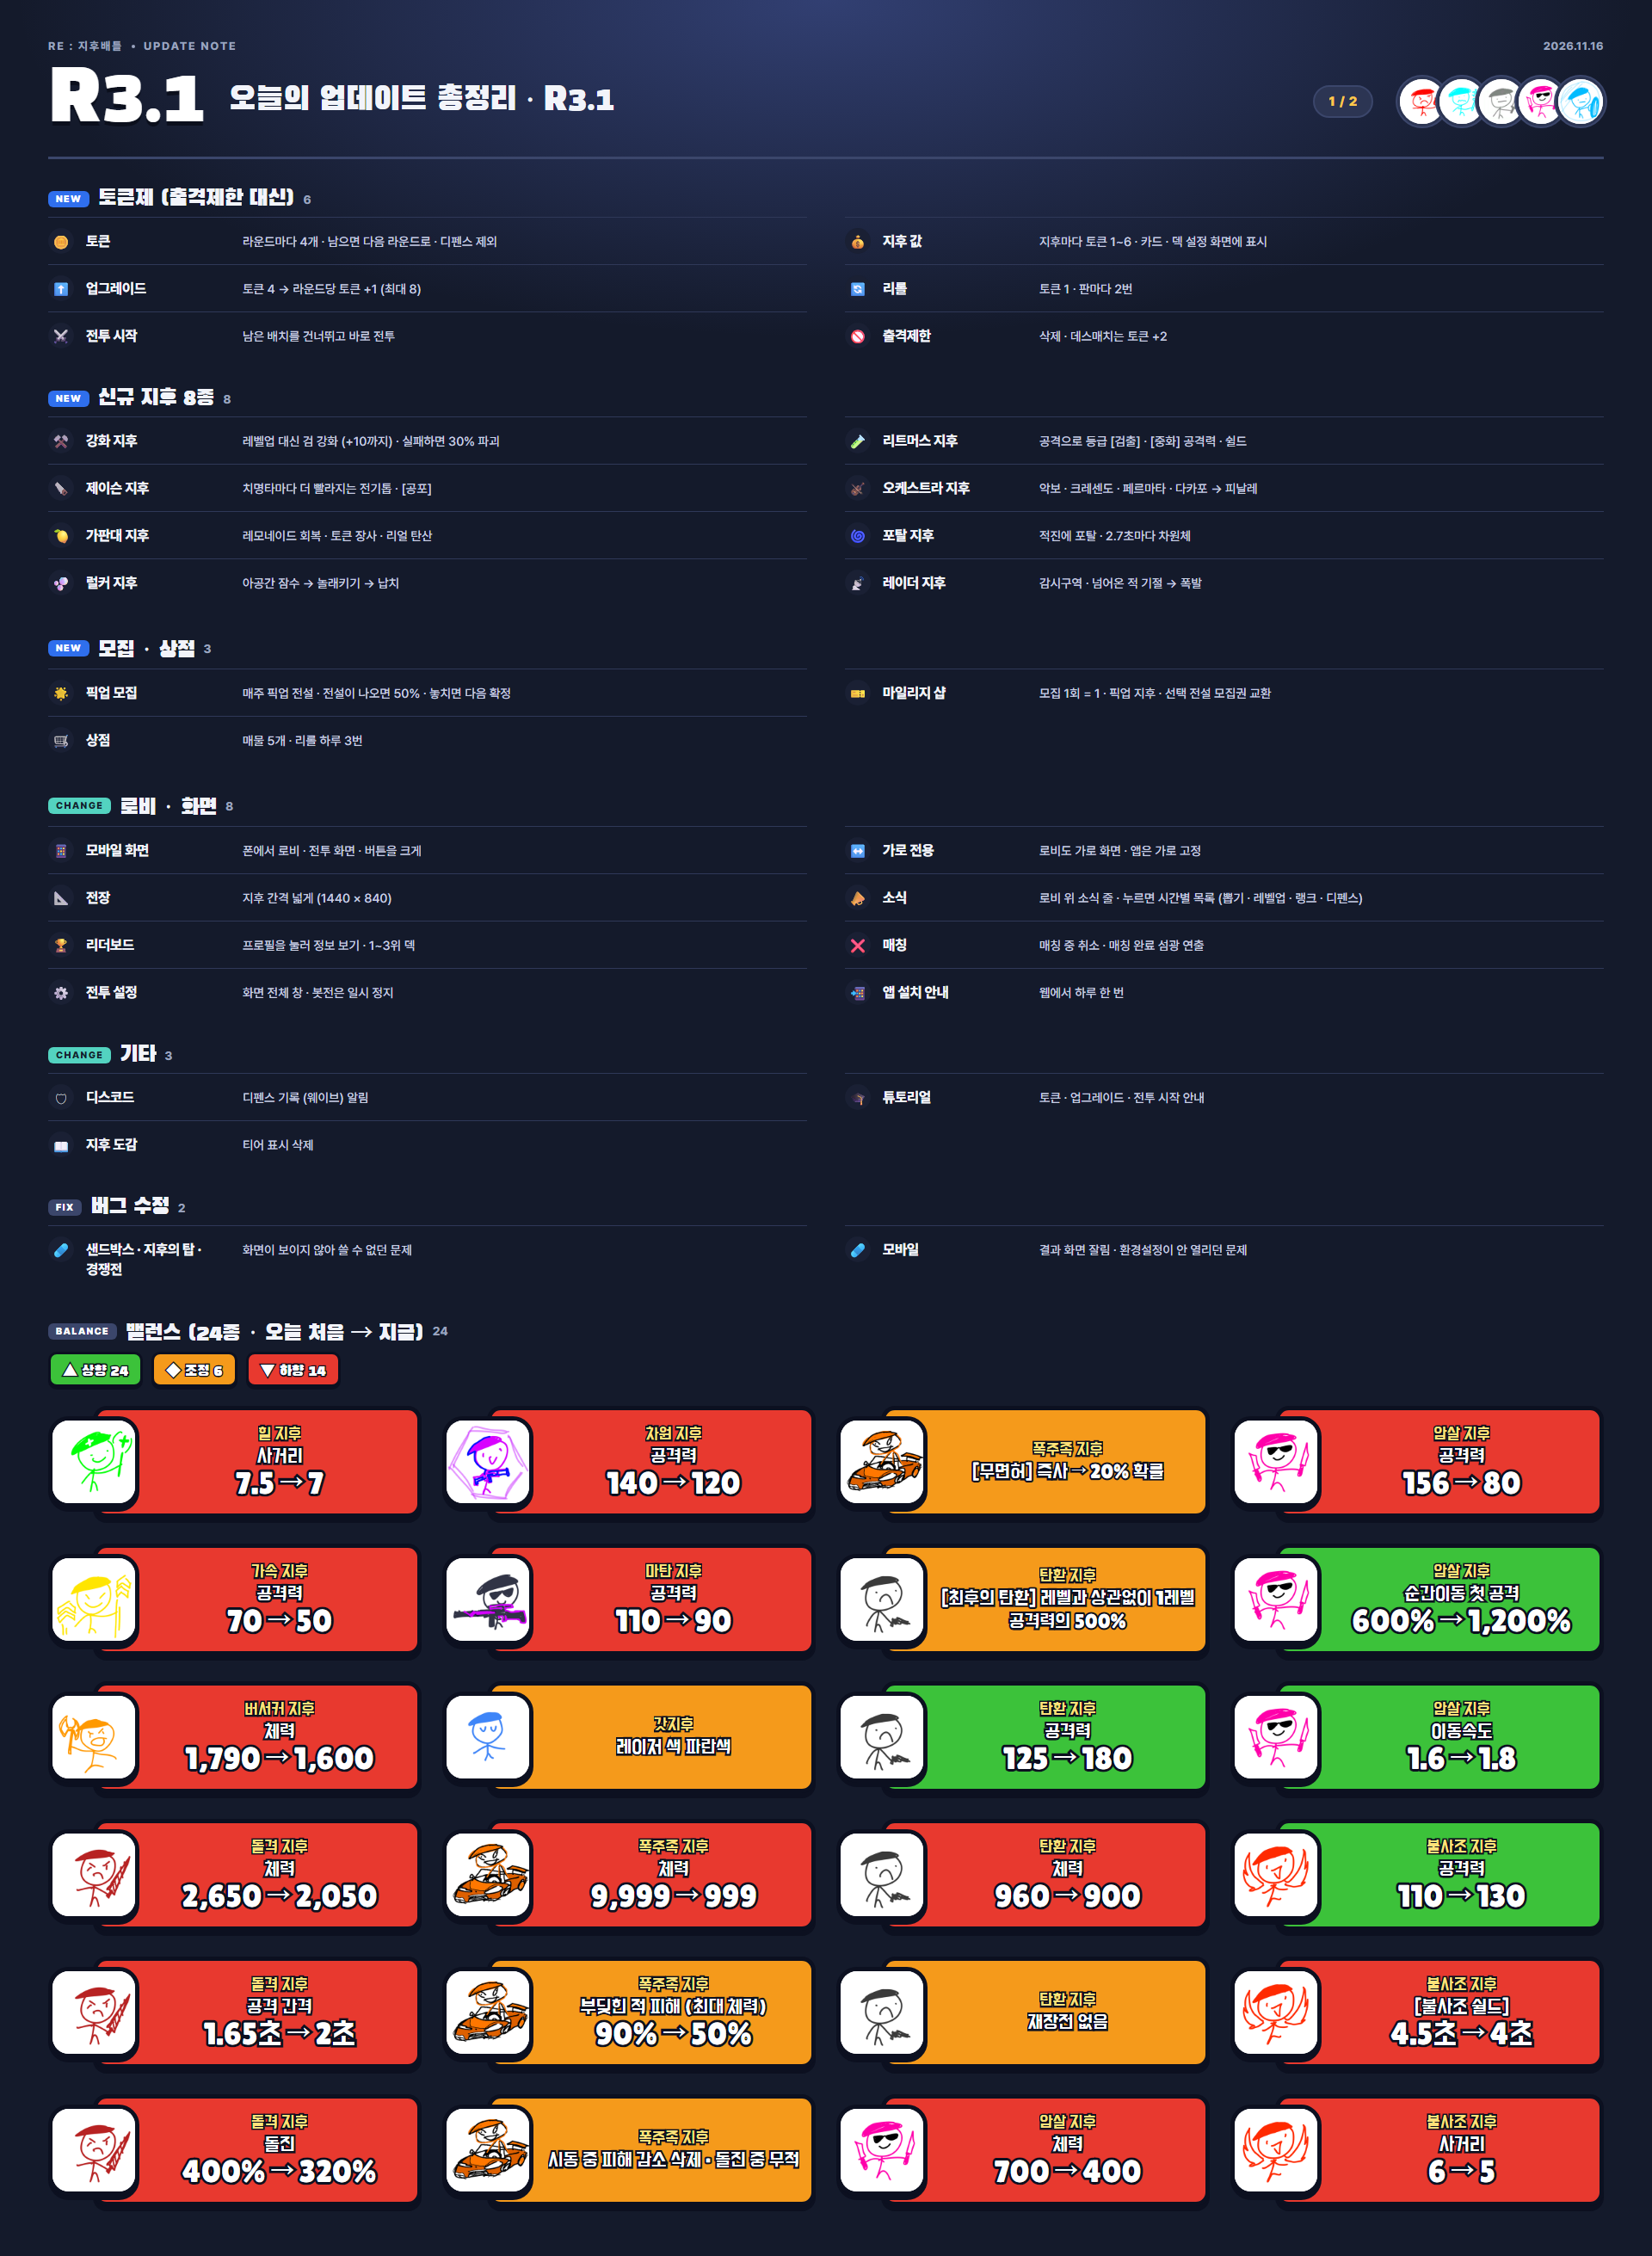 RE : 지후배틀 • UPDATE NOTE
2026.11.16
R3.1 오늘의 업데이트 총정리 · R3.1
1 / 2
NEW 토큰제 (출격제한 대신) 6
토큰 라운드마다 4개 · 남으면 다음 라운드로 · 디펜스 제외
지후 값 지후마다 토큰 1~6 · 카드 · 덱 설정 화면에 표시
업그레이드 토큰 4 → 라운드당 토큰 +1 (최대 8)
리롤 토큰 1 · 판마다 2번
전투 시작 남은 배치를 건너뛰고 바로 전투
출격제한 삭제 · 데스매치는 토큰 +2
NEW 신규 지후 8종 8
강화 지후 레벨업 대신 검 강화 (+10까지) · 실패하면 30% 파괴
리트머스 지후 공격으로 등급 [검출] · [중화] 공격력 · 쉴드
제이슨 지후 치명타마다 더 빨라지는 전기톱 · [공포]
오케스트라 지후 악보 · 크레센도 · 페르마타 · 다카포 → 피날레
가판대 지후 레모네이드 회복 · 토큰 장사 · 리얼 탄산
포탈 지후 적진에 포탈 · 2.7초마다 차원체
럴커 지후 아공간 잠수 → 놀래키기 → 납치
레이더 지후 감시구역 · 넘어온 적 기절 → 폭발
NEW 모집 · 상점 3
픽업 모집 매주 픽업 전설 · 전설이 나오면 50% · 놓치면 다음 확정
마일리지 샵 모집 1회 = 1 · 픽업 지후 · 선택 전설 모집권 교환
상점 매물 5개 · 리롤 하루 3번
CHANGE 로비 · 화면 8
모바일 화면 폰에서 로비 · 전투 화면 · 버튼을 크게
가로 전용 로비도 가로 화면 · 앱은 가로 고정
전장 지후 간격 넓게 (1440 × 840)
소식 로비 위 소식 줄 · 누르면 시간별 목록 (뽑기 · 레벨업 · 랭크 · 디펜스)
리더보드 프로필을 눌러 정보 보기 · 1~3위 덱
매칭 매칭 중 취소 · 매칭 완료 섬광 연출
전투 설정 화면 전체 창 · 봇전은 일시 정지
앱 설치 안내 웹에서 하루 한 번
CHANGE 기타 3
디스코드 디펜스 기록 (웨이브) 알림
튜토리얼 토큰 · 업그레이드 · 전투 시작 안내
지후 도감 티어 표시 삭제
FIX 버그 수정 2
샌드박스 · 지후의 탑 · 경쟁전 화면이 보이지 않아 쓸 수 없던 문제
모바일 결과 화면 잘림 · 환경설정이 안 열리던 문제
BALANCE 밸런스 (24종 · 오늘 처음 → 지금) 24
▲ 상향 24 ◆ 조정 6 ▼ 하향 14
힐 지후
사거리
7.5 → 7
차원 지후
공격력
140 → 120
폭주족 지후
[무면허] 즉사 → 20% 확률
암살 지후
공격력
156 → 80
가속 지후
공격력
70 → 50
마탄 지후
공격력
110 → 90
탄환 지후
[최후의 탄환] 레벨과 상관없이 1레벨
공격력의 500%
암살 지후
순간이동 첫 공격
600% → 1,200%
버서커 지후
체력
1,790 → 1,600
갓지후
레이저 색 파란색
탄환 지후
공격력
125 → 180
암살 지후
이동속도
1.6 → 1.8
돌격 지후
체력
2,650 → 2,050
폭주족 지후
체력
9,999 → 999
탄환 지후
체력
960 → 900
불사조 지후
공격력
110 → 130
돌격 지후
공격 간격
1.65초 → 2초
폭주족 지후
부딪힌 적 피해 (최대 체력)
90% → 50%
탄환 지후
재장전 없음
불사조 지후
[불사조 쉴드]
4.5초 → 4초
돌격 지후
돌진
400% → 320%
폭주족 지후
시동 중 피해 감소 삭제 · 돌진 중 무적
암살 지후
체력
700 → 400
불사조 지후
사거리
6 → 5